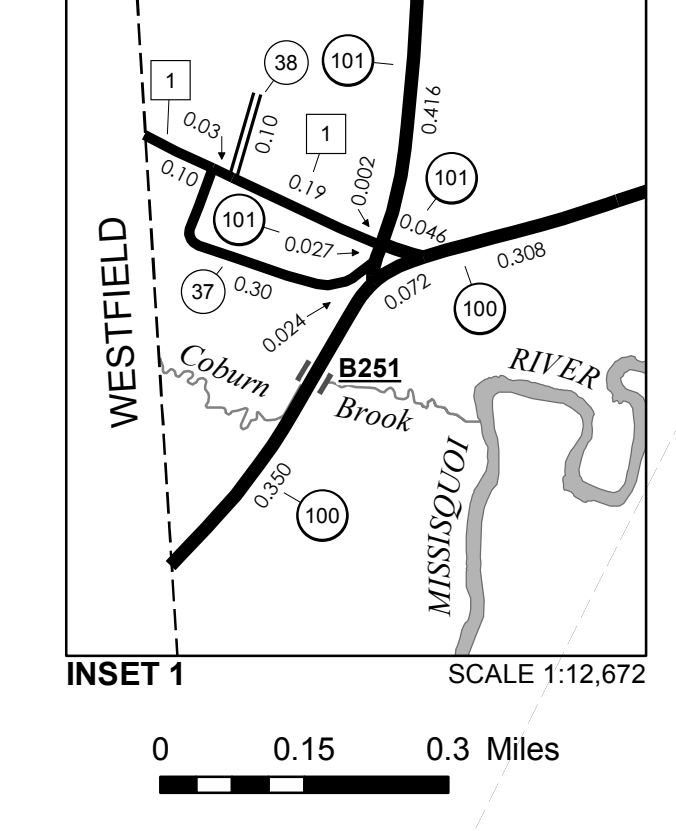 38
101
1
0.416
0.03
0.10
1
0.10
0.19
0.002
101
101
0.046
0.027
0.308
37
0.30
0.072
100
0.024
WESTFIELD
Coburn
Brook
B251
RIVER
MISSISQUOI
0.350
100
INSET 1
SCALE 1:12,672
0 0.15 0.3 Miles